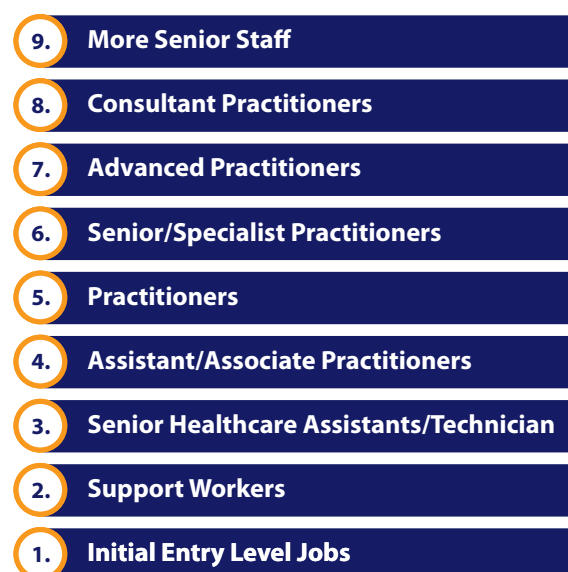 9. More Senior Staff
8. Consultant Practitioners
7. Advanced Practitioners
6. Senior/Specialist Practitioners
5. Practitioners
4. Assistant/Associate Practitioners
3. Senior Healthcare Assistants/Technician
2. Support Workers
1. Initial Entry Level Jobs